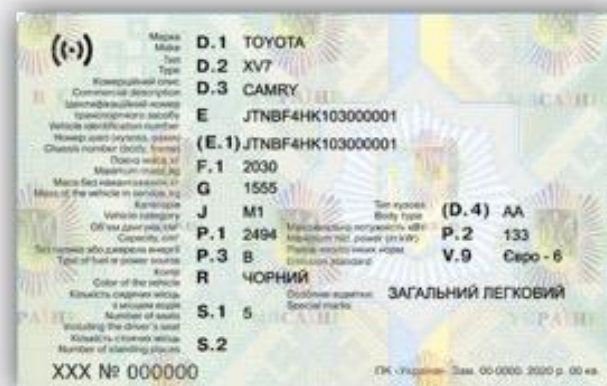 Марка
Make
D.1 TOYOTA
Тип
Type
D.2 XV7
Комерційний опис
Commercial description
D.3 CAMRY
Ідентифікаційний номер
транспортного засобу
Vehicle identification number
E JTNBF4HK103000001
Номер шасі (кузова, рами)
Chassis number (body, frame)
(E.1) JTNBF4HK103000001
Повна маса, кг
Maximum mass, kg
F.1 2030
Маса без навантаження, кг
Mass of the vehicle in service, kg
G 1555
Категорія
Vehicle category
J M1
Тип кузова
Body type
(D.4) AA
Об'єм двигуна, см³
Capacity, cm³
P.1 2494
Максимальна потужність кВт
Maximum net. power (in kW)
P.2 133
Тип пального або джерела енергії
Type of fuel or power source
P.3 B
V.9 Євро - 6
Колір
Color of the vehicle
R ЧОРНИЙ
Кількість сидячих місць
з місцем водія
Number of seats
including the driver's seat
S.1 5
Особливі відмітки
Special marks
ЗАГАЛЬНИЙ ЛЕГКОВИЙ
Кількість стоячих місць
Number of standing places
S.2
XXX № 000000
ПК «Україна». Зам. 00-0000. 2020 р. 00 кв.